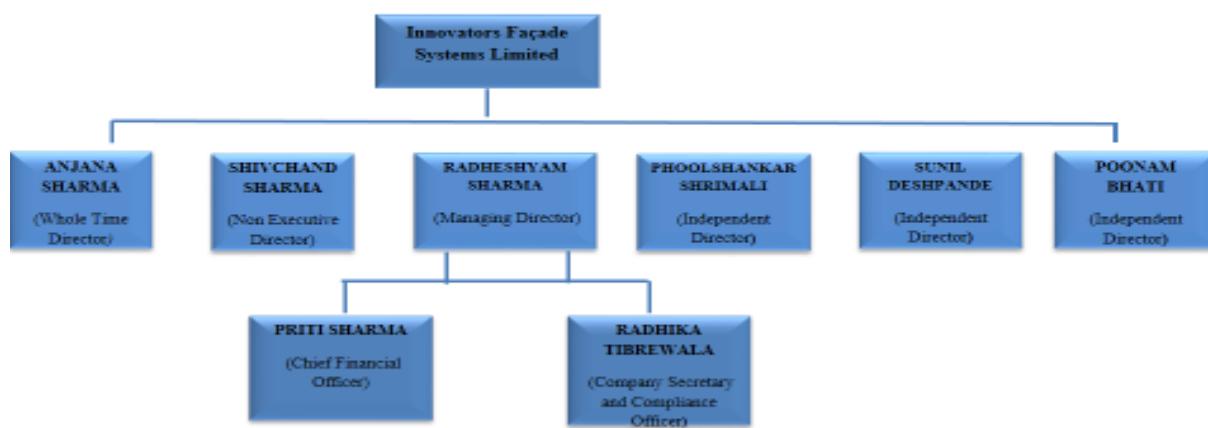 Innovators Façade
Systems Limited
ANJANA
SHARMA
(Whole Time
Director)
SHIVCHAND
SHARMA
(Non Executive
Director)
RADHESHYAM
SHARMA
(Managing Director)
PHOOLSHANKAR
SHRIMALI
(Independent
Director)
SUNIL
DESHPANDE
(Independent
Director)
POONAM
BHATI
(Independent
Director)
PRITI SHARMA
(Chief Financial
Officer)
RADHIKA
TIBREWALA
(Company Secretary
and Compliance
Officer)